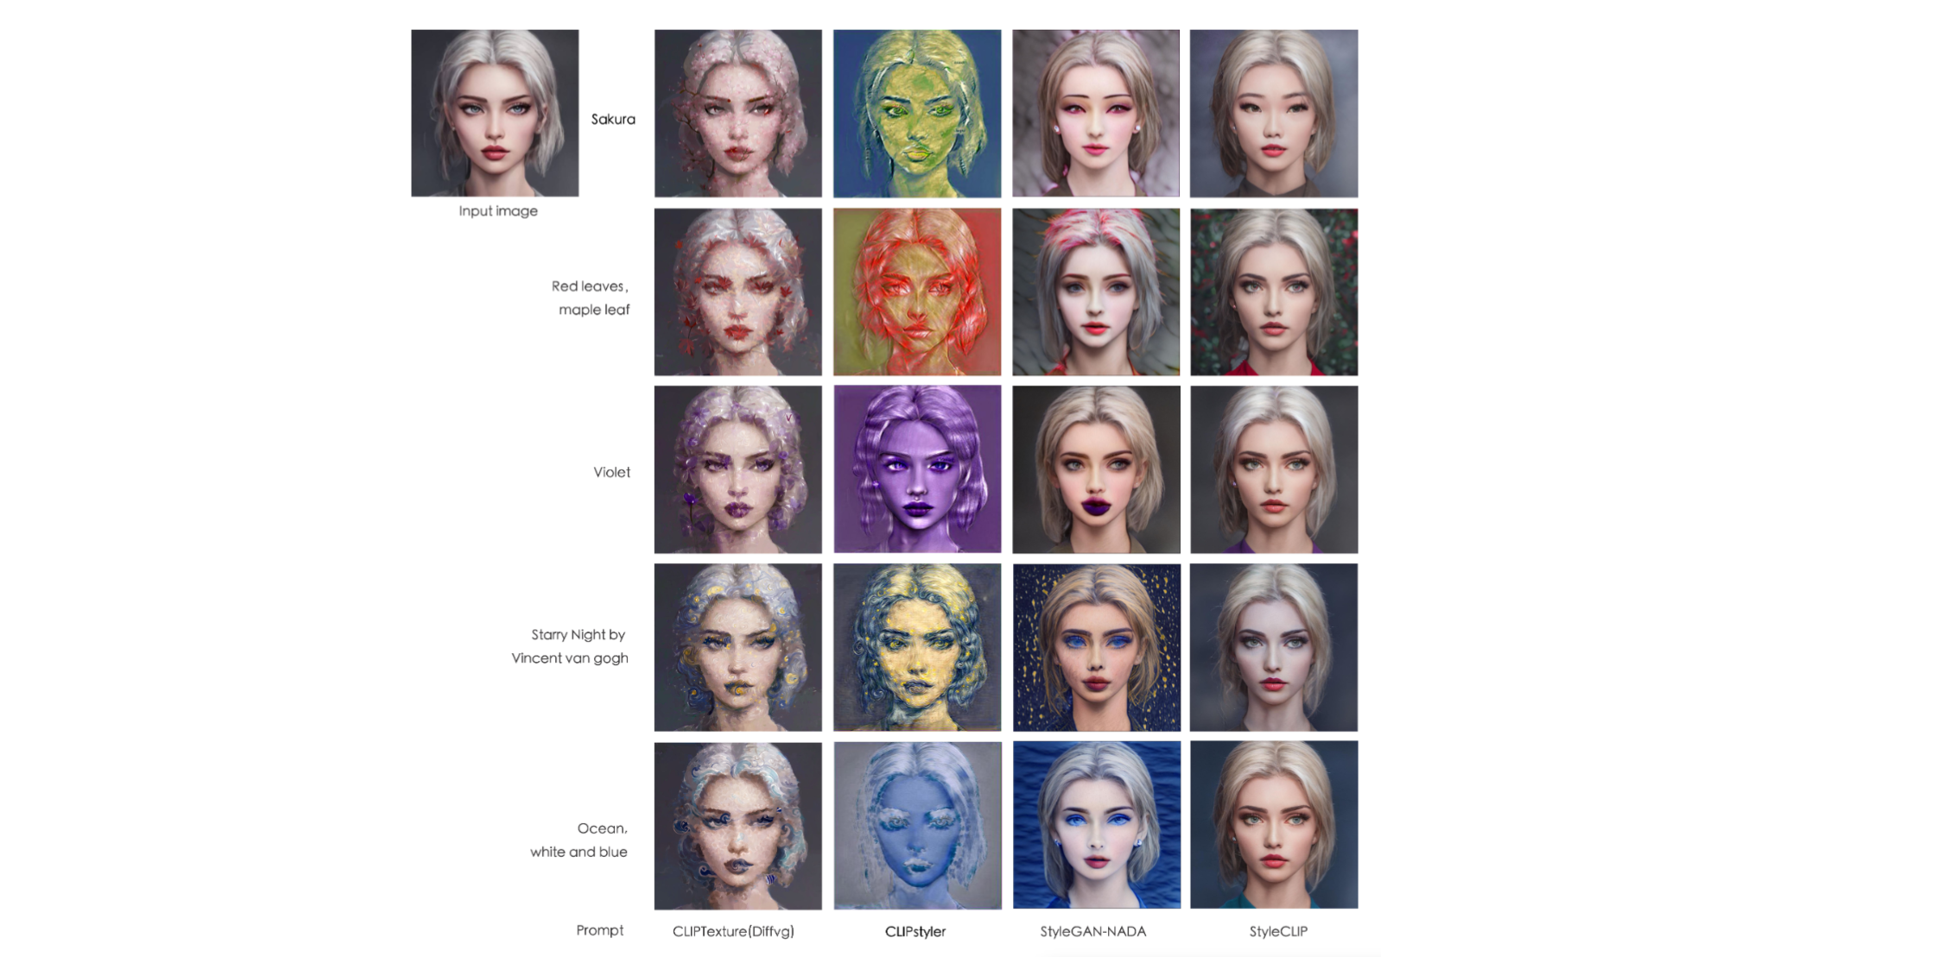 Sakura
Input image
Red leaves,
maple leaf
Violet
Starry Night by
Vincent van gogh
Ocean,
white and blue
Prompt
CLIPTexture(Diffvg)
CLIPstyler
StyleGAN-NADA
StyleCLIP